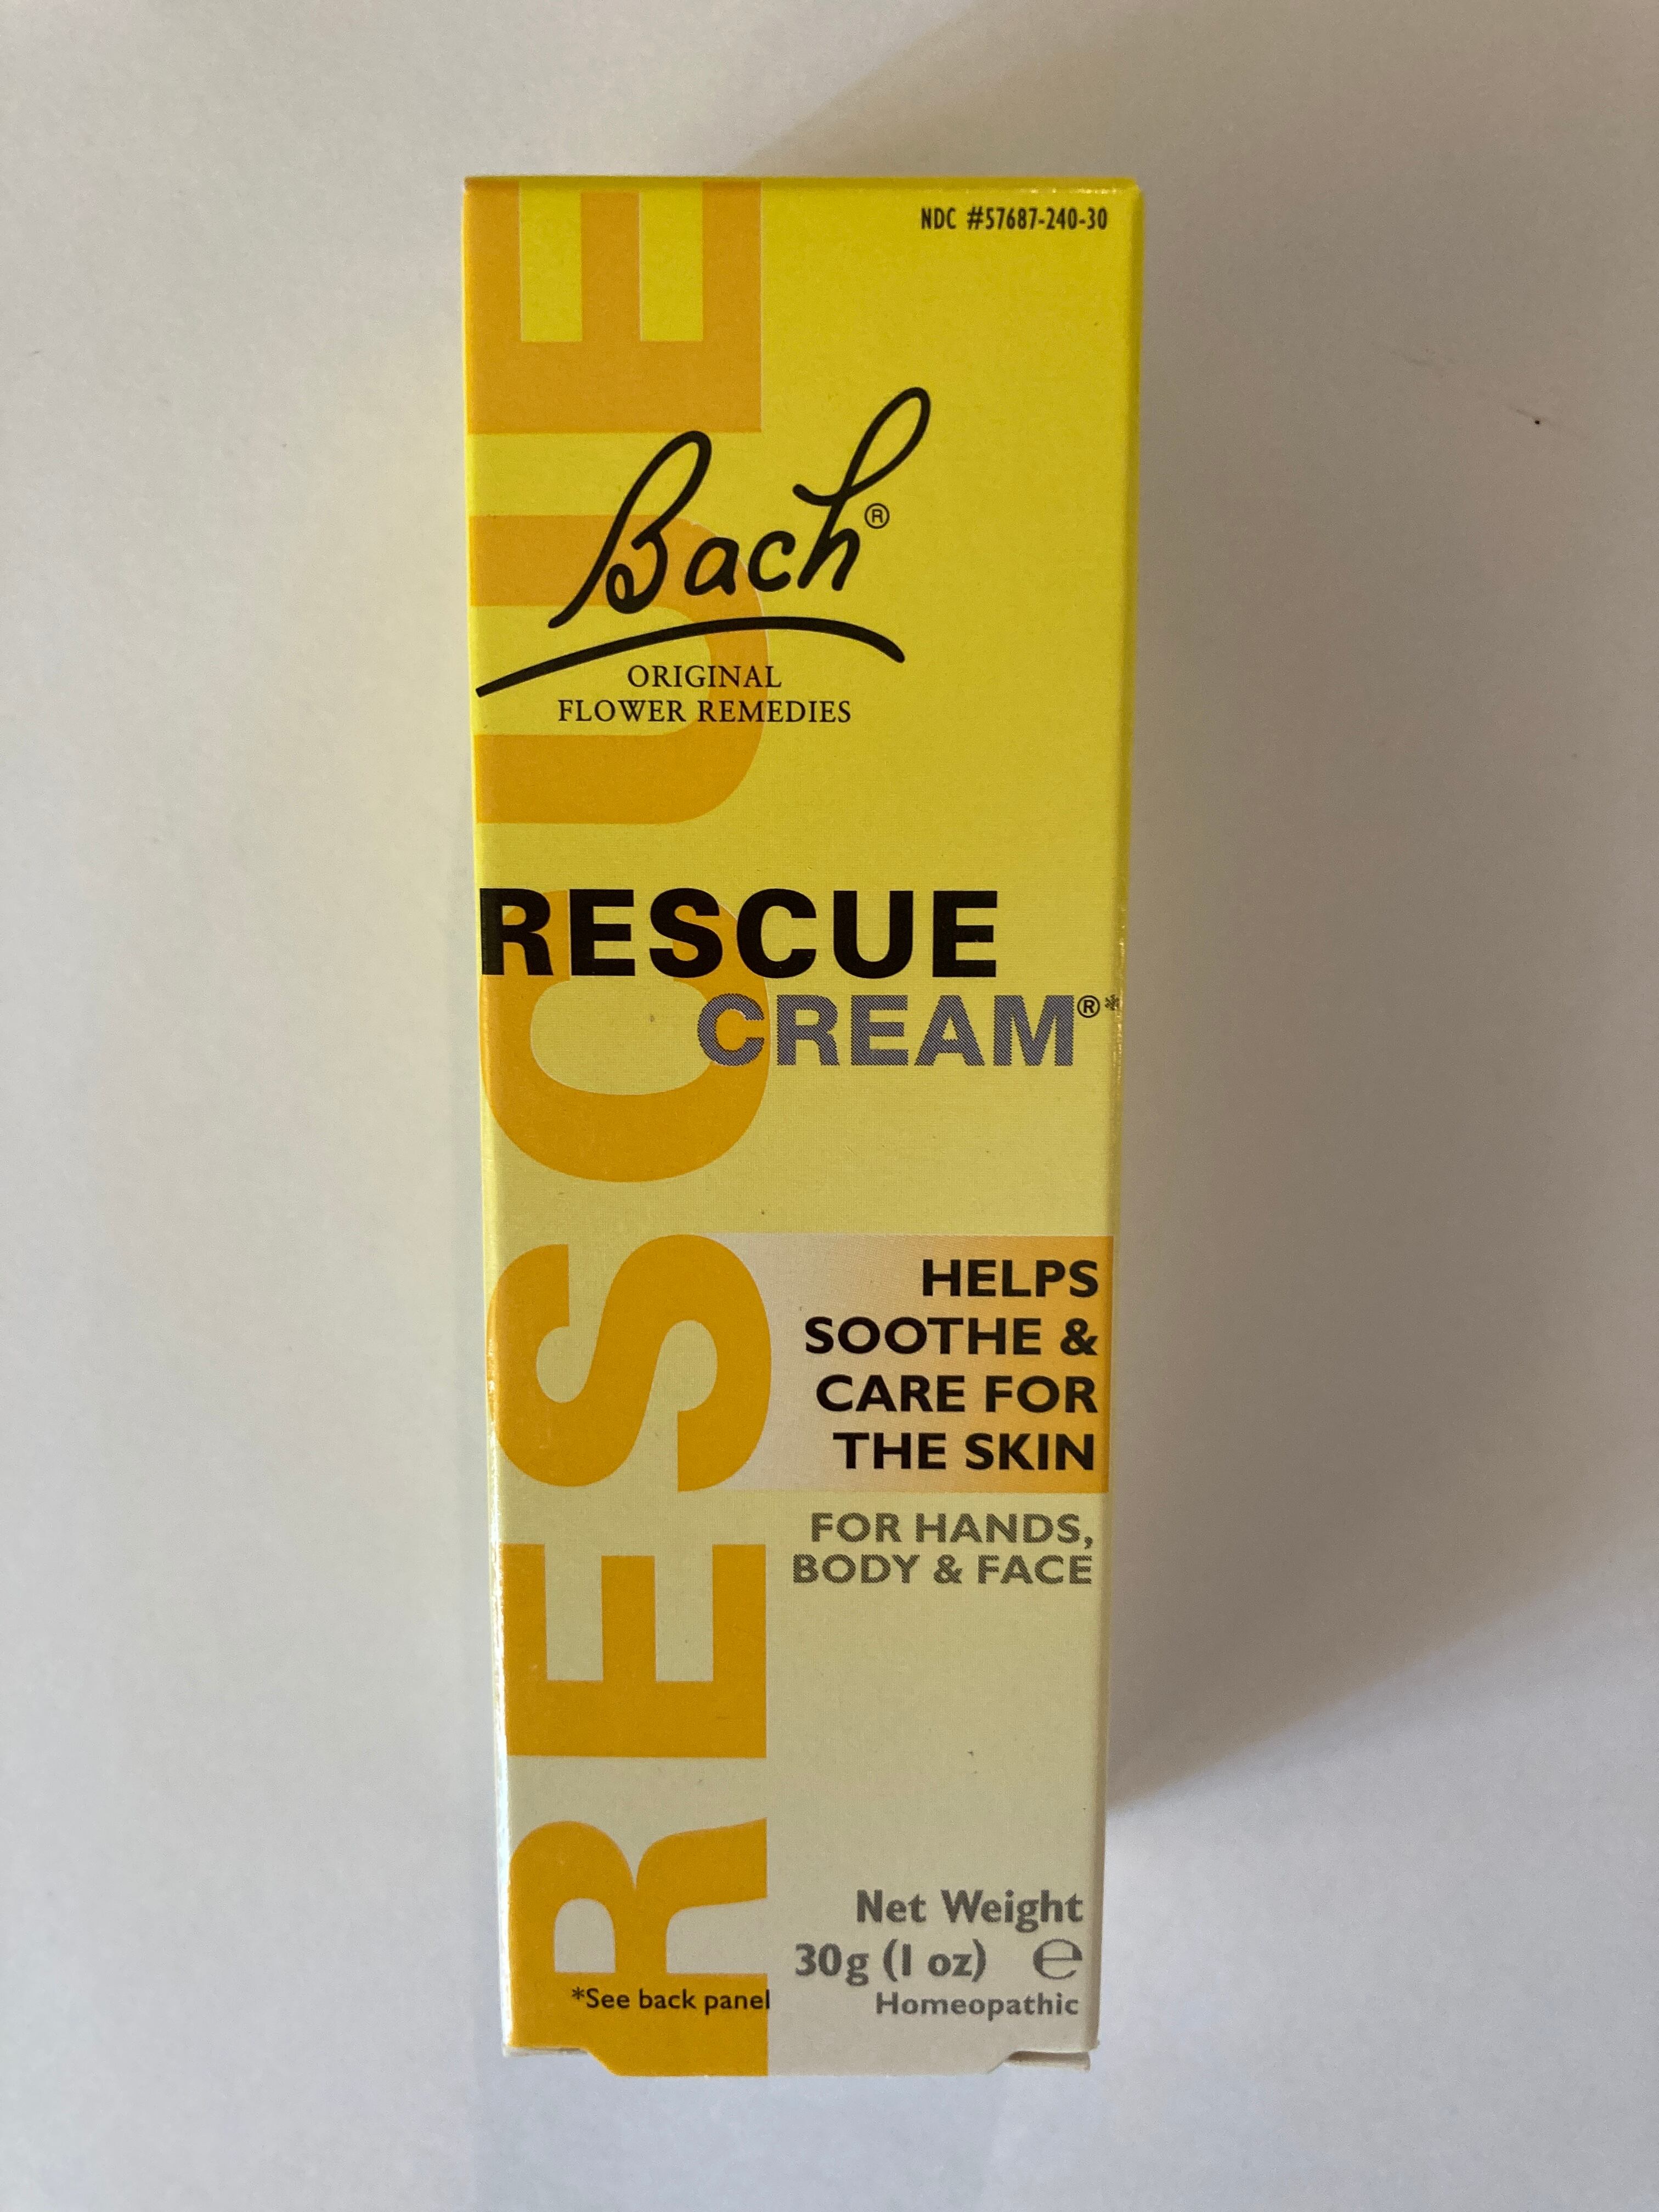 NDC #57687-240-30
Bach®
ORIGINAL
FLOWER REMEDIES
RESCUE
CREAM®*
HELPS
SOOTHE &
CARE FOR
THE SKIN
FOR HANDS,
BODY & FACE
Net Weight
30g (1 oz) ℮
Homeopathic
*See back panel
RESCUE